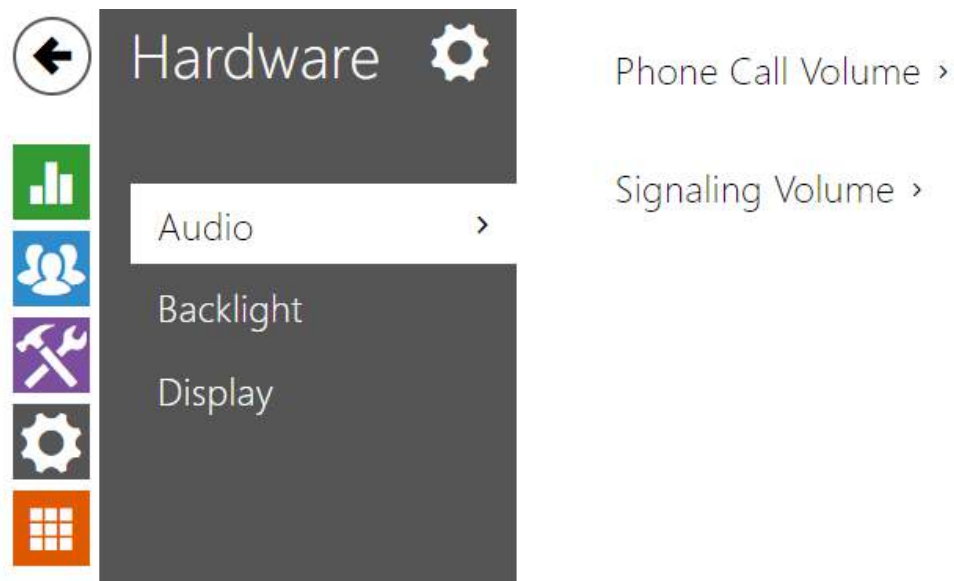 Hardware
Audio
Backlight
Display
Phone Call Volume
Signaling Volume